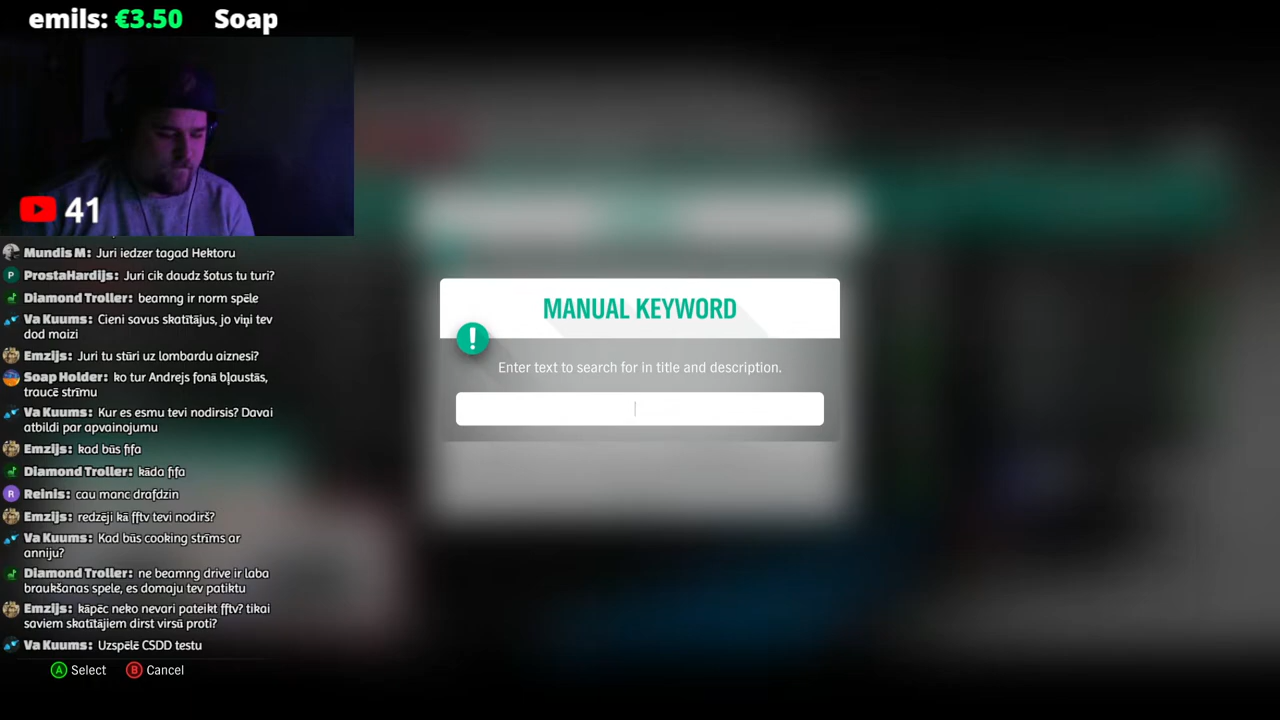 emils: €3.50 Soap
41
Mundis M: Juri iedzer tagad Hektoru
P ProstaHardijs: Juri cik daudz šotus tu turi?
Diamond Troller: beamng ir norm spēle
Va Kuums: Cieni savus skatītājus, jo viņi tev
dod maizi
Emzijs: Juri tu stūri uz lombardu aiznesi?
Soap Holder: ko tur Andrejs fonā bļaustās,
traucē strīmu
Va Kuums: Kur es esmu tevi nodirsis? Davai
atbildi par apvainojumu
Emzijs: kad būs fifa
Diamond Troller: kāda fifa
R Reinis: cau manc drafdzin
Emzijs: redzēji kā fftv tevi nodirš?
Va Kuums: Kad būs cooking strīms ar
anniju?
Diamond Troller: ne beamng drive ir laba
braukšanas spele, es domaju tev patiktu
Emzijs: kāpēc neko nevari pateikt fftv? tikai
saviem skatītājiem dirst virsū proti?
Va Kuums: Uzspēlē CSDD testu
MANUAL KEYWORD
!
Enter text to search for in title and description.
A Select B Cancel